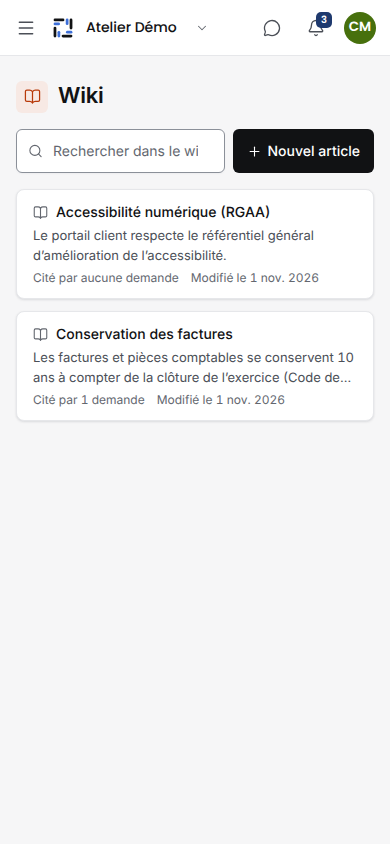 Atelier Démo
3
CM
Wiki
Rechercher dans le wi
Nouvel article
Accessibilité numérique (RGAA)
Le portail client respecte le référentiel général
d’amélioration de l’accessibilité.
Cité par aucune demande Modifié le 1 nov. 2026
Conservation des factures
Les factures et pièces comptables se conservent 10
ans à compter de la clôture de l’exercice (Code de...
Cité par 1 demande Modifié le 1 nov. 2026